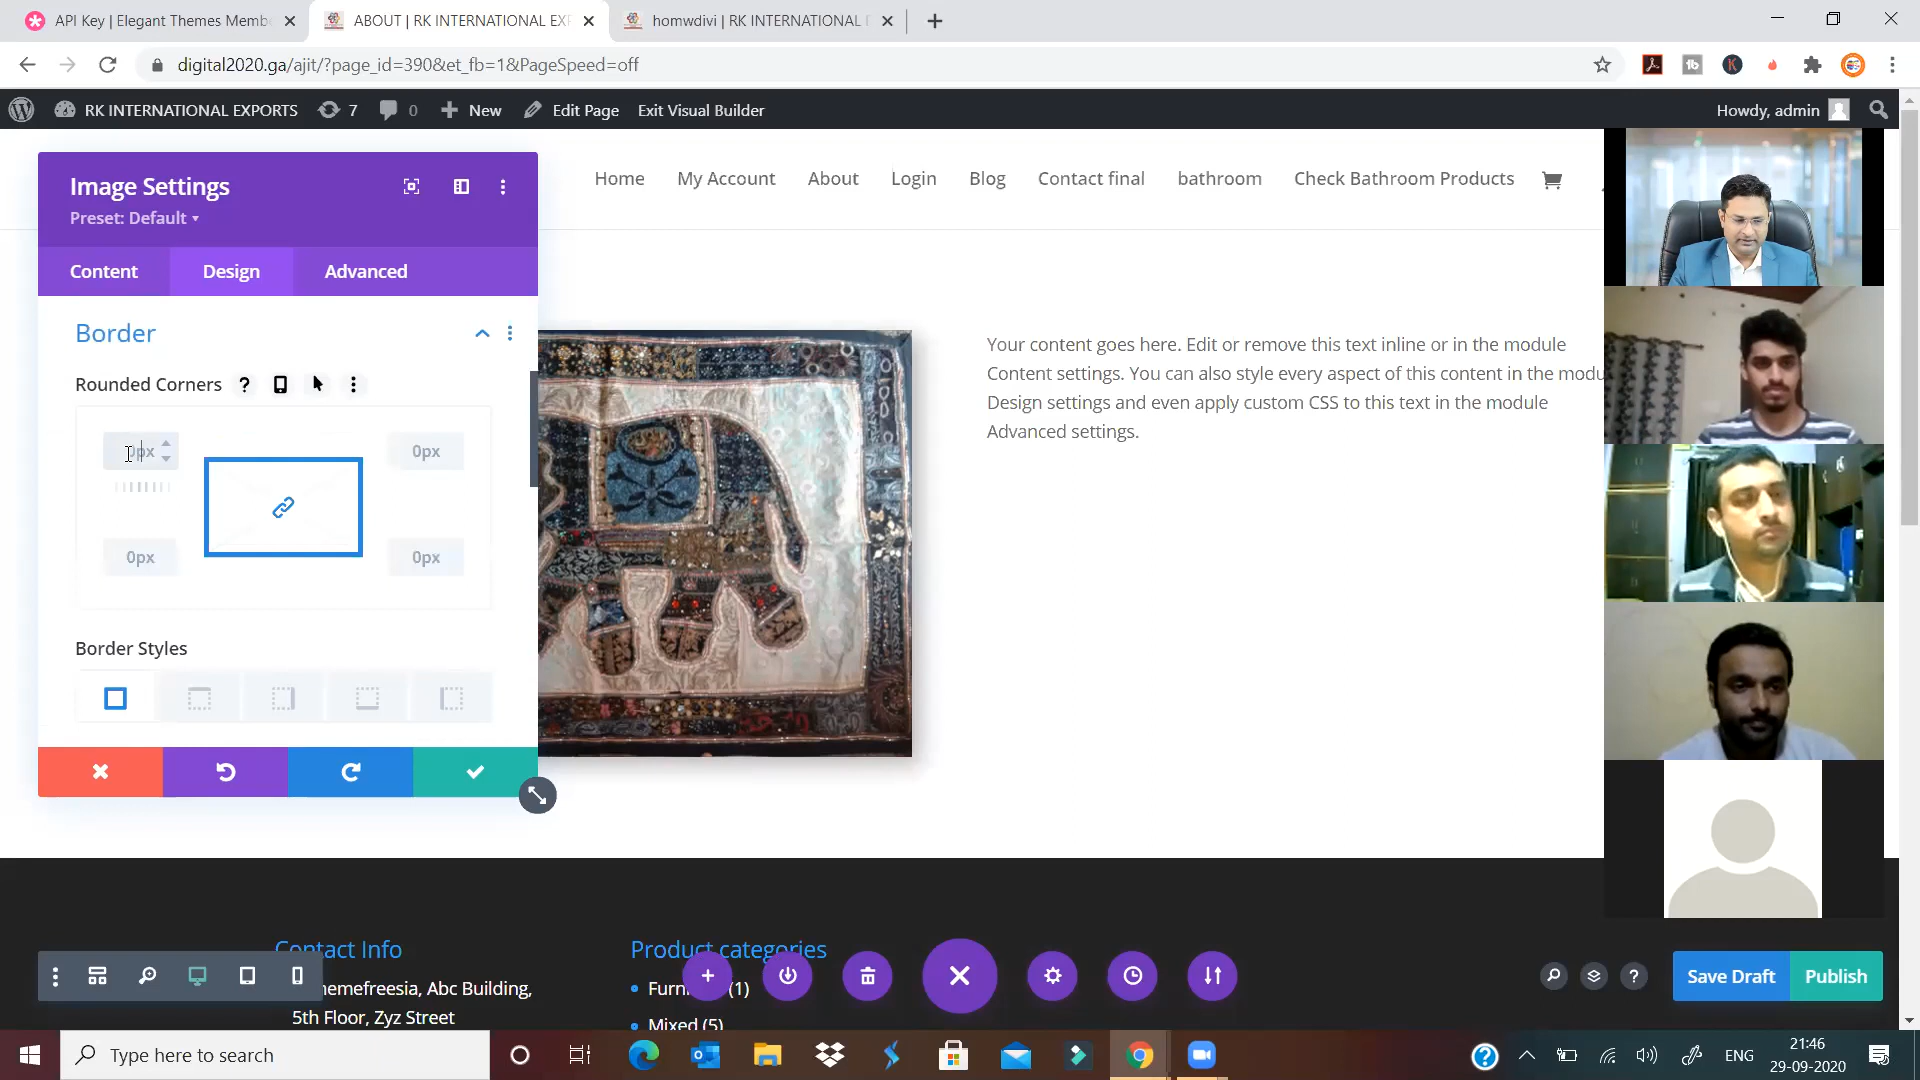 API Key | Elegant Themes Membe
ABOUT | RK INTERNATIONAL EXP
homwdivi | RK INTERNATIONAL E
digital2020.ga/ajit/?page_id=390&et_fb=1&PageSpeed=off
RK INTERNATIONAL EXPORTS
7
0
New
Edit Page
Exit Visual Builder
Howdy, admin
Image Settings
Preset: Default
Content
Design
Advanced
Home
My Account
About
Login
Blog
Contact final
bathroom
Check Bathroom Products
Border
Rounded Corners
0px
0px
0px
0px
Border Styles
Your content goes here. Edit or remove this text inline or in the module
Content settings. You can also style every aspect of this content in the modu
Design settings and even apply custom CSS to this text in the module
Advanced settings.
Contact Info
hemefreesia, Abc Building,
5th Floor, Zyz Street
Product categories
Furn (1)
Mixed (5)
Save Draft
Publish
Type here to search
ENG
21:46
29-09-2020